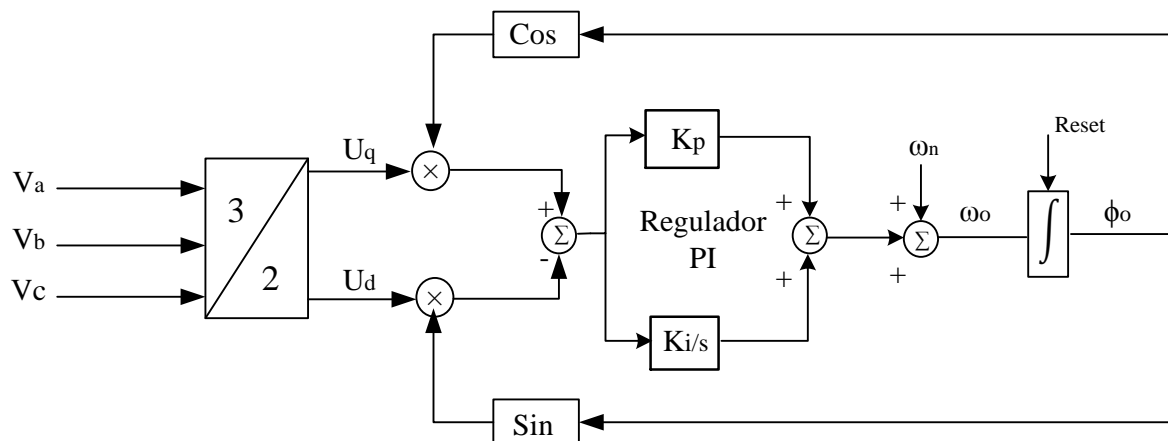 Cos
Va
Vb
Vc
3
2
Uq
Ud
×
×
+
-
Σ
Kp
Regulador
PI
Ki/s
+
+
Σ
ωn
+
+
Σ
ωo
Reset
∫
ϕo
Sin